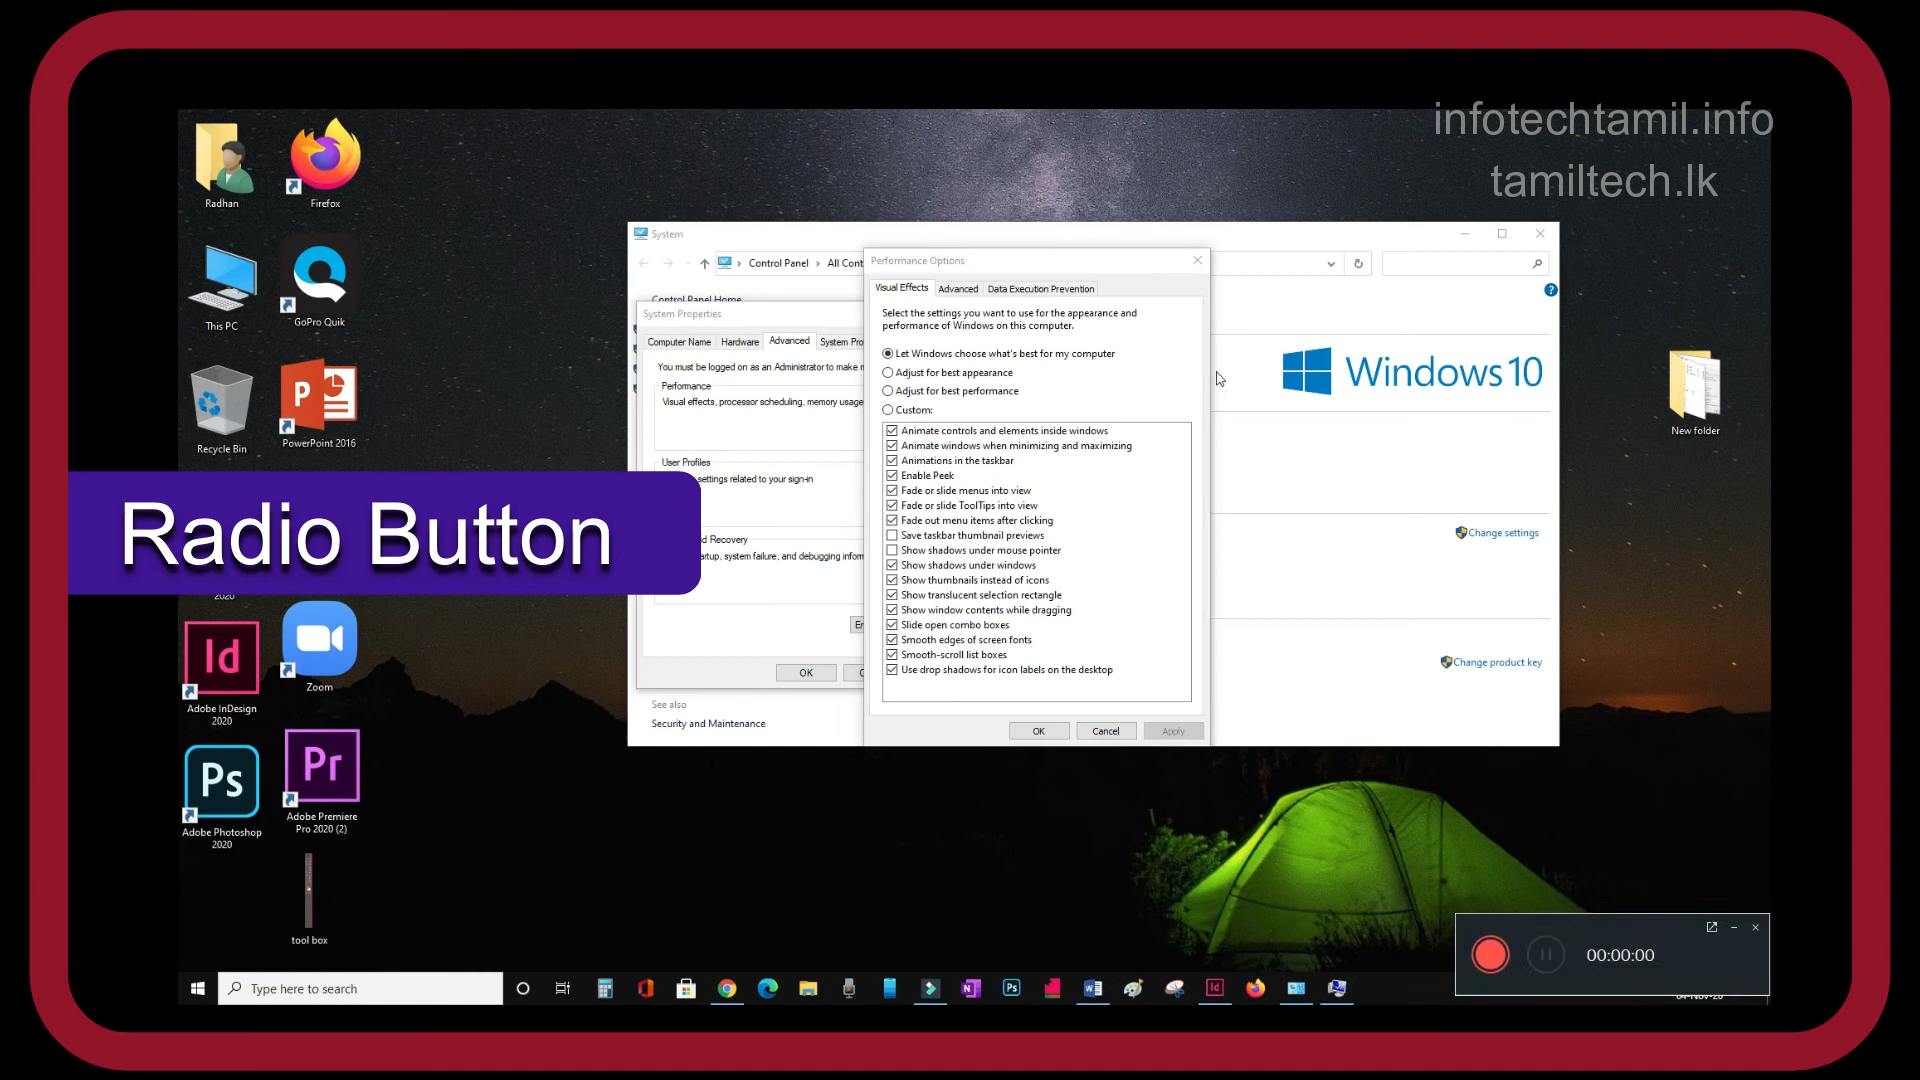 infotechtamil.info
tamiltech.lk
Radhan
Firefox
This PC
GoPro Quik
Recycle Bin
P
PowerPoint 2016
New folder
Radio Button
2020
Id
Adobe InDesign
2020
Zoom
Ps
Adobe Photoshop
2020
Pr
Adobe Premiere
Pro 2020 (2)
tool box
System
Control Panel › All Cont
Control Panel Home
System Properties
Computer Name
Hardware
Advanced
System Pro
You must be logged on as an Administrator to make
Performance
Visual effects, processor scheduling, memory usage
User Profiles
settings related to your sign-in
nd Recovery
artup, system failure, and debugging infor
OK
See also
Security and Maintenance
Performance Options
Visual Effects
Advanced
Data Execution Prevention
Select the settings you want to use for the appearance and
performance of Windows on this computer.
Let Windows choose what's best for my computer
Adjust for best appearance
Adjust for best performance
Custom:
Animate controls and elements inside windows
Animate windows when minimizing and maximizing
Animations in the taskbar
Enable Peek
Fade or slide menus into view
Fade or slide ToolTips into view
Fade out menu items after clicking
Save taskbar thumbnail previews
Show shadows under mouse pointer
Show shadows under windows
Show thumbnails instead of icons
Show translucent selection rectangle
Show window contents while dragging
Slide open combo boxes
Smooth edges of screen fonts
Smooth-scroll list boxes
Use drop shadows for icon labels on the desktop
OK
Cancel
Apply
Windows 10
Change settings
Change product key
00:00:00
Type here to search